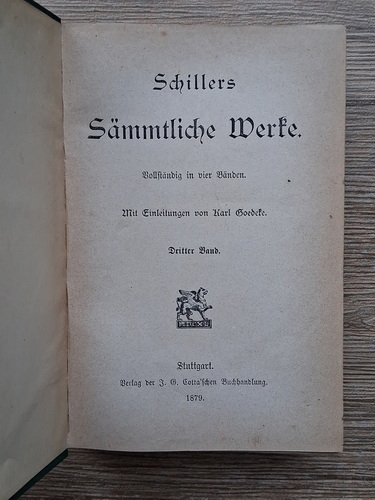 Schillers
Sämmtliche Werke.
Vollständig in vier Bänden.
Mit Einleitungen von Karl Goedeke.
Dritter Band.
Stuttgart.
Verlag der J. G. Cotta'schen Buchhandlung.
1879.